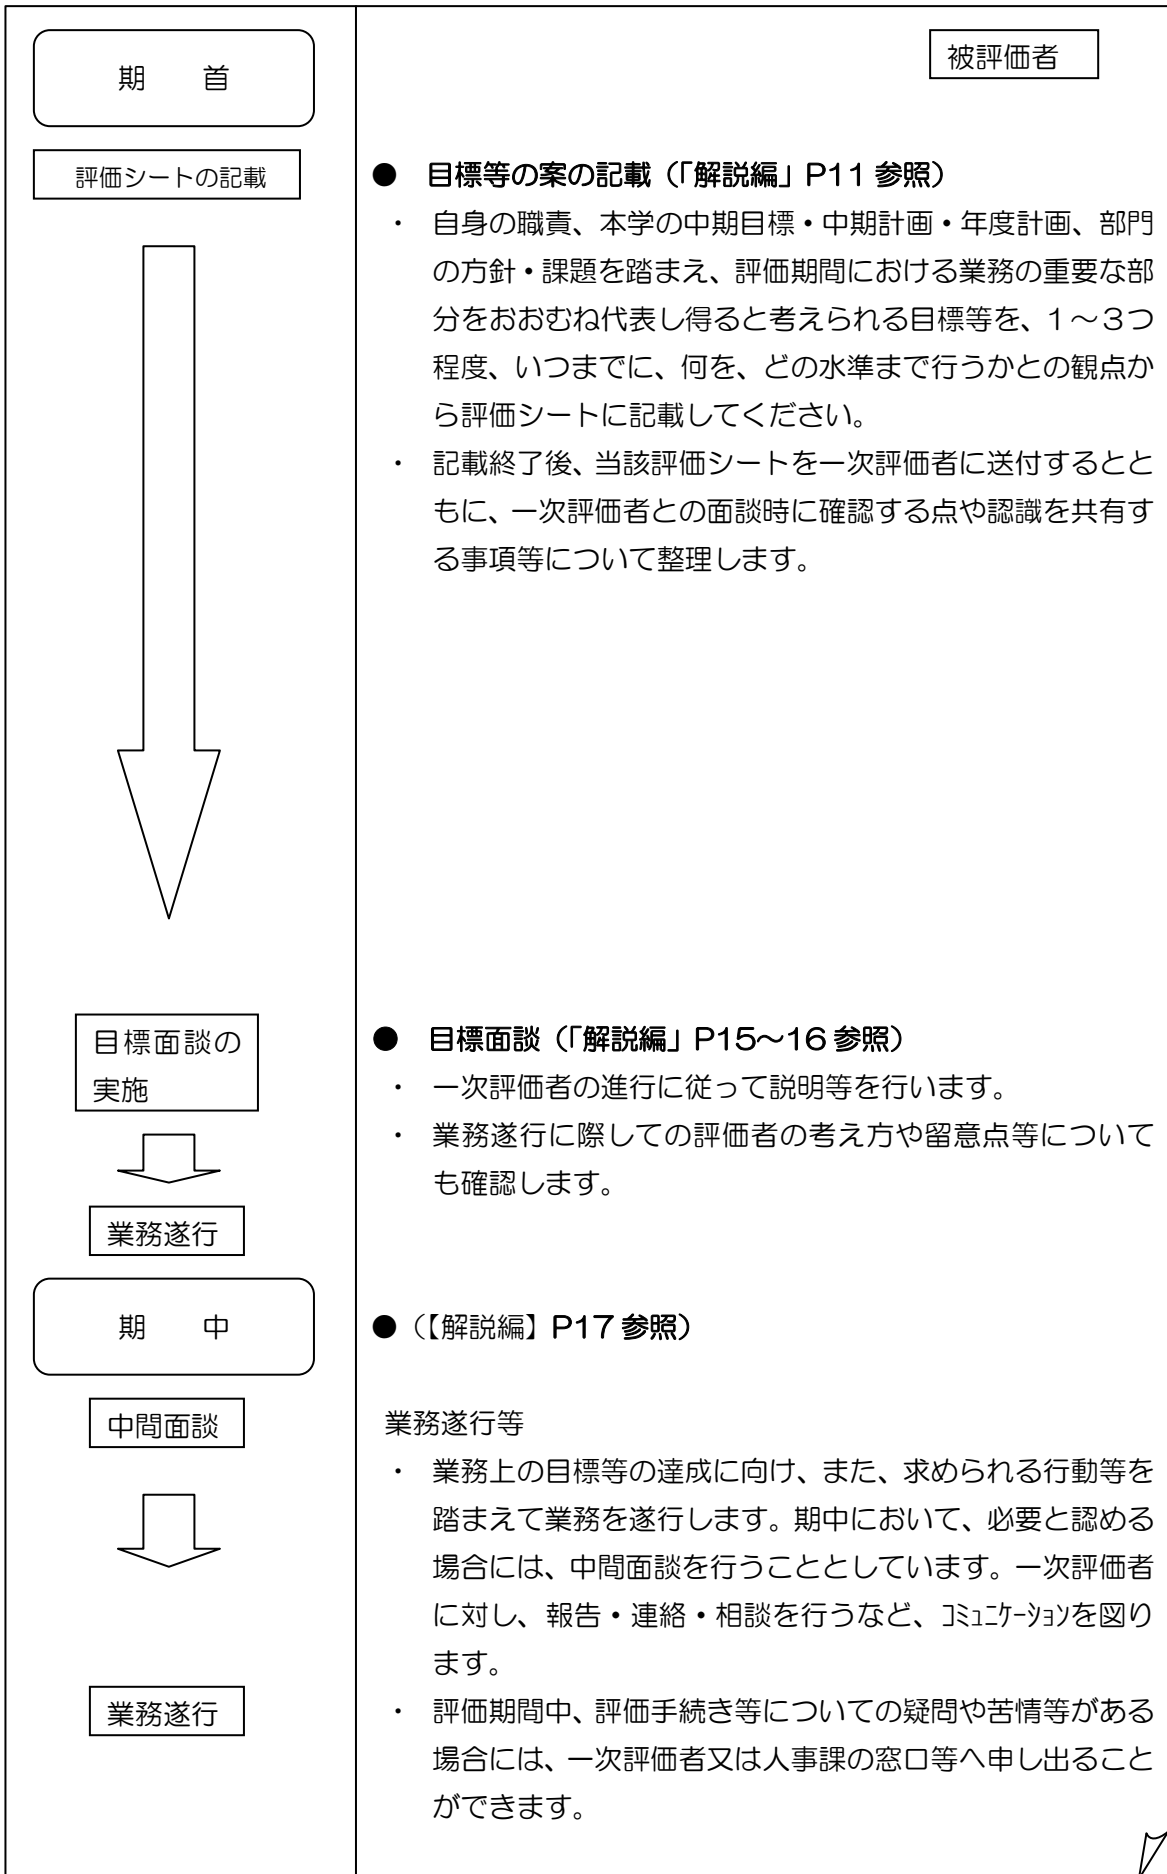 期　首
被評価者
評価シートの記載
● 目標等の案の記載（「解説編」P11 参照）
・ 自身の職責、本学の中期目標・中期計画・年度計画、部門
の方針・課題を踏まえ、評価期間における業務の重要な部
分をおおむね代表し得ると考えられる目標等を、１～３つ
程度、いつまでに、何を、どの水準まで行うかとの観点か
ら評価シートに記載してください。
・ 記載終了後、当該評価シートを一次評価者に送付するとと
もに、一次評価者との面談時に確認する点や認識を共有す
る事項等について整理します。
目標面談の
実施
● 目標面談（「解説編」P15～16 参照）
・ 一次評価者の進行に従って説明等を行います。
・ 業務遂行に際しての評価者の考え方や留意点等について
も確認します。
業務遂行
期　中
●（【解説編】P17 参照）
中間面談
業務遂行等
・ 業務上の目標等の達成に向け、また、求められる行動等を
踏まえて業務を遂行します。期中において、必要と認める
場合には、中間面談を行うこととしています。一次評価者
に対し、報告・連絡・相談を行うなど、ｺﾐｭﾆｹｰｼｮﾝを図り
ます。
業務遂行
・ 評価期間中、評価手続き等についての疑問や苦情等がある
場合には、一次評価者又は人事課の窓口等へ申し出ること
ができます。